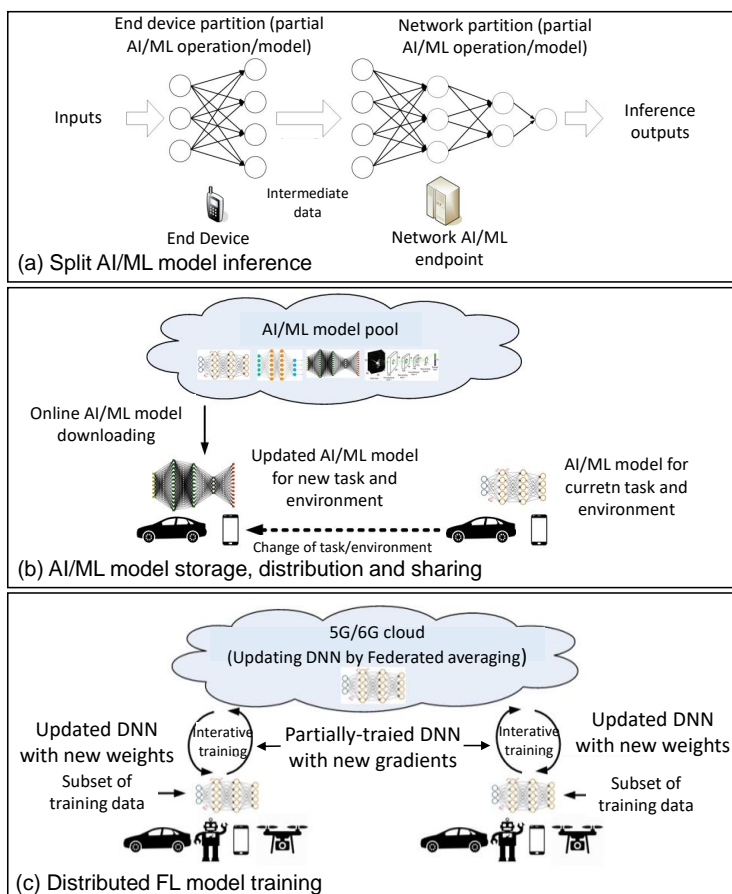 End device partition (partial
AI/ML operation/model)
Network partition (partial
AI/ML operation/model)
Inputs
Inference
outputs
Intermediate
data
End Device
Network AI/ML
endpoint
(a) Split AI/ML model inference
AI/ML model pool
Online AI/ML model
downloading
Updated AI/ML model
for new task and
environment
AI/ML model for
curretn task and
environment
Change of task/environment
(b) AI/ML model storage, distribution and sharing
5G/6G cloud
(Updating DNN by Federated averaging)
Updated DNN
with new weights
Interative
training
Partially-traied DNN
with new gradients
Interative
training
Updated DNN
with new weights
Subset of
training data
Subset of
training data
(c) Distributed FL model training